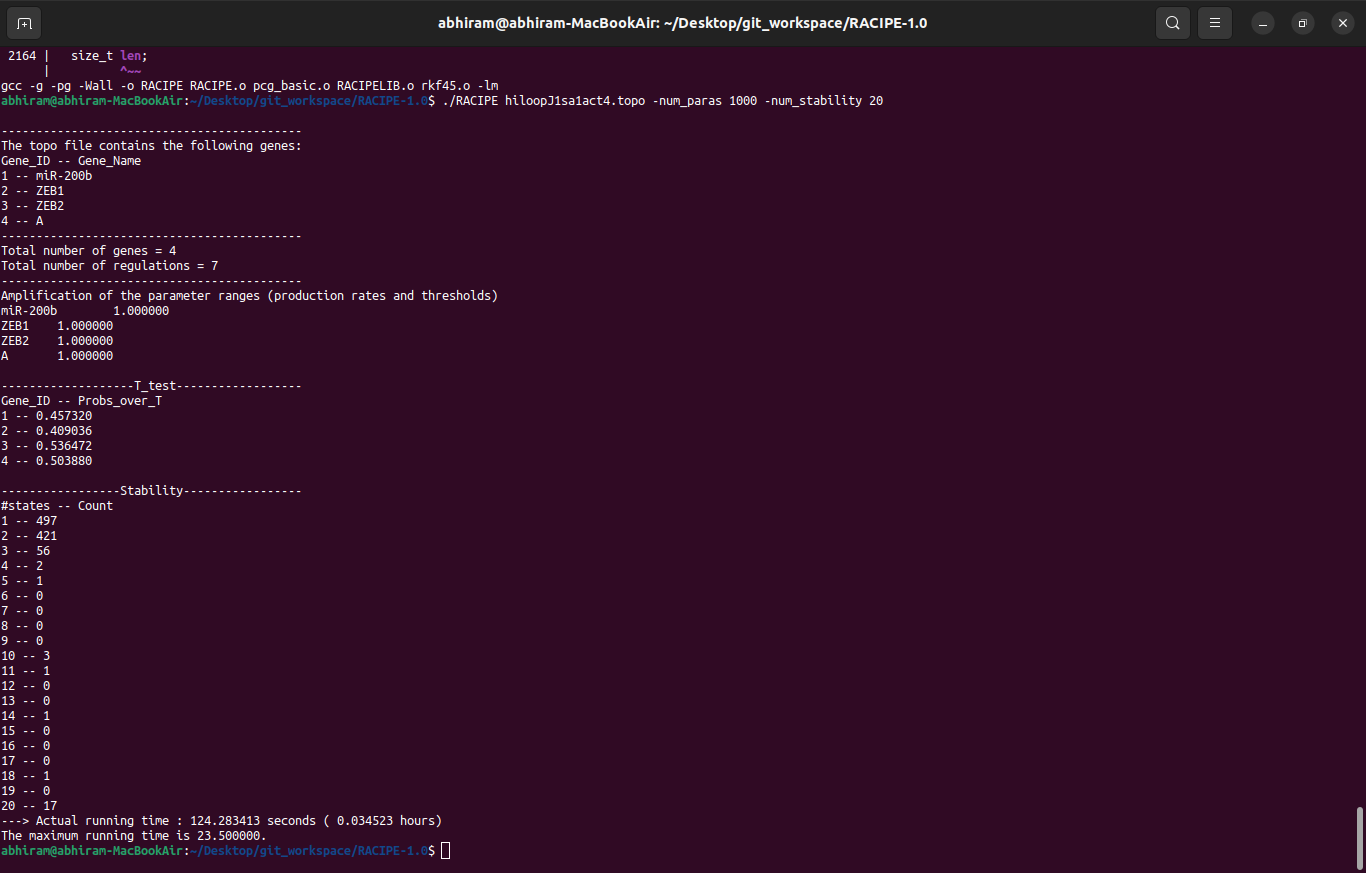 abhiram@abhiram-MacBookAir: ~/Desktop/git_workspace/RACIPE-1.0
2164 |   size_t len;
|          ^~~
gcc -g -pg -Wall -o RACIPE RACIPE.o pcg_basic.o RACIPELIB.o rkf45.o -lm
abhiram@abhiram-MacBookAir:~/Desktop/git_workspace/RACIPE-1.0$ ./RACIPE hiloopJ1sa1act4.topo -num_paras 1000 -num_stability 20
-------------------------------------------
The topo file contains the following genes:
Gene_ID -- Gene_Name
1 -- miR-200b
2 -- ZEB1
3 -- ZEB2
4 -- A
-------------------------------------------
Total number of genes = 4
Total number of regulations = 7
-------------------------------------------
Amplification of the parameter ranges (production rates and thresholds)
miR-200b        1.000000
ZEB1    1.000000
ZEB2    1.000000
A       1.000000
-------------------T_test------------------
Gene_ID -- Probs_over_T
1 -- 0.457320
2 -- 0.409036
3 -- 0.536472
4 -- 0.503880
-----------------Stability-----------------
#states -- Count
1 -- 497
2 -- 421
3 -- 56
4 -- 2
5 -- 1
6 -- 0
7 -- 0
8 -- 0
9 -- 0
10 -- 3
11 -- 1
12 -- 0
13 -- 0
14 -- 1
15 -- 0
16 -- 0
17 -- 0
18 -- 1
19 -- 0
20 -- 17
---> Actual running time : 124.283413 seconds ( 0.034523 hours)
The maximum running time is 23.500000.
abhiram@abhiram-MacBookAir:~/Desktop/git_workspace/RACIPE-1.0$